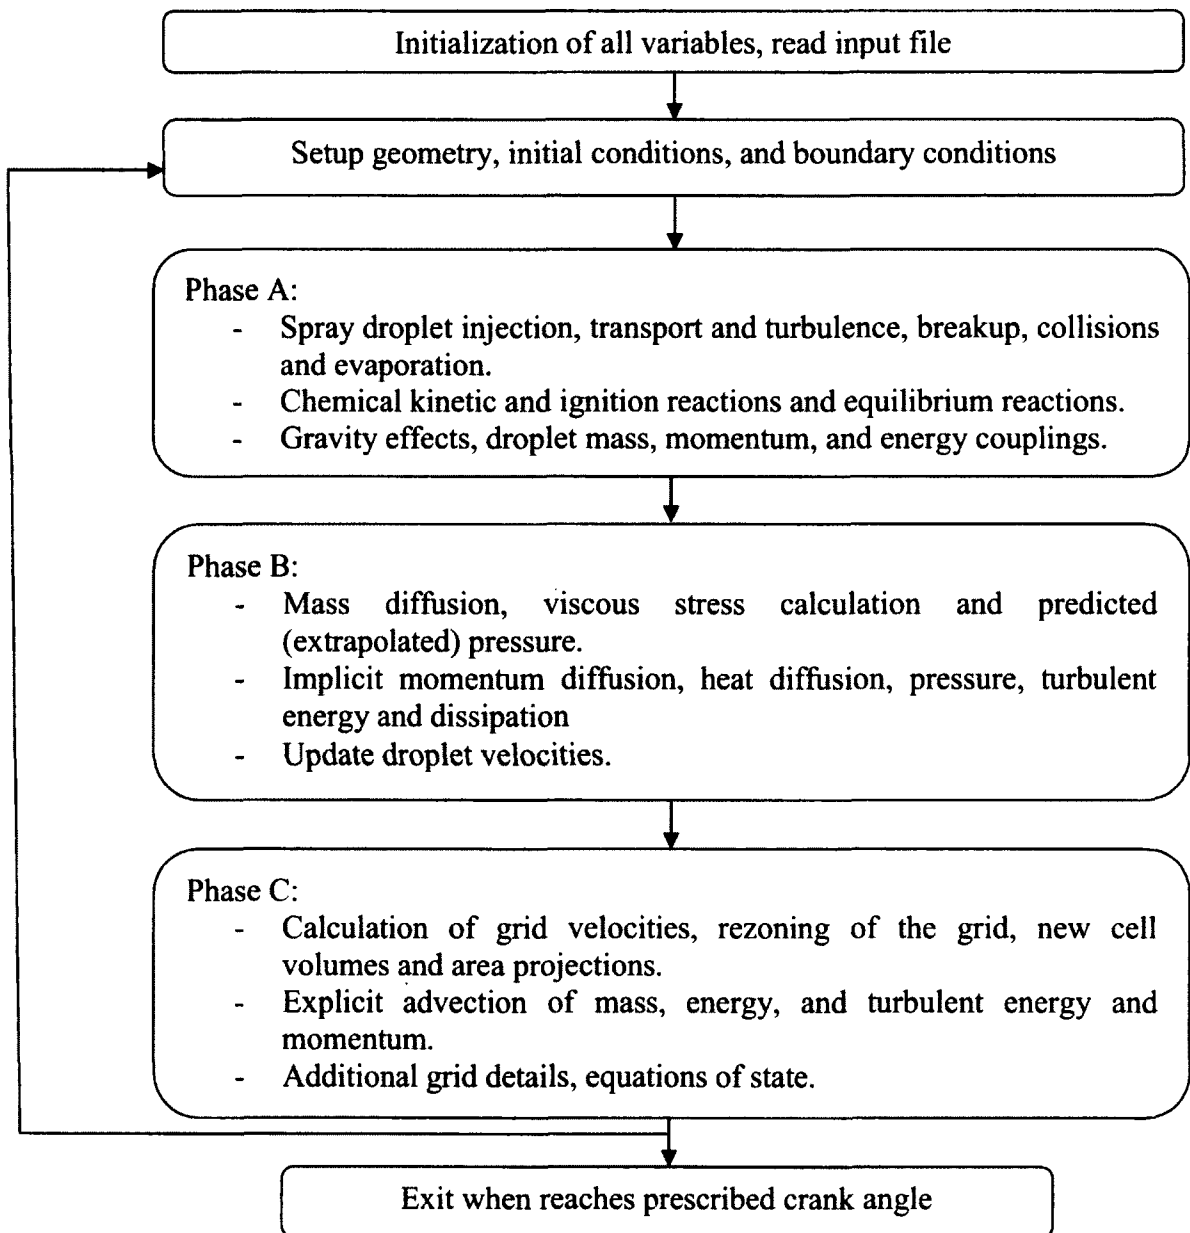 Initialization of all variables, read input file
Setup geometry, initial conditions, and boundary conditions
Phase A:
- Spray droplet injection, transport and turbulence, breakup, collisions
and evaporation.
- Chemical kinetic and ignition reactions and equilibrium reactions.
- Gravity effects, droplet mass, momentum, and energy couplings.
Phase B:
- Mass diffusion, viscous stress calculation and predicted
(extrapolated) pressure.
- Implicit momentum diffusion, heat diffusion, pressure, turbulent
energy and dissipation
- Update droplet velocities.
Phase C:
- Calculation of grid velocities, rezoning of the grid, new cell
volumes and area projections.
- Explicit advection of mass, energy, and turbulent energy and
momentum.
- Additional grid details, equations of state.
Exit when reaches prescribed crank angle